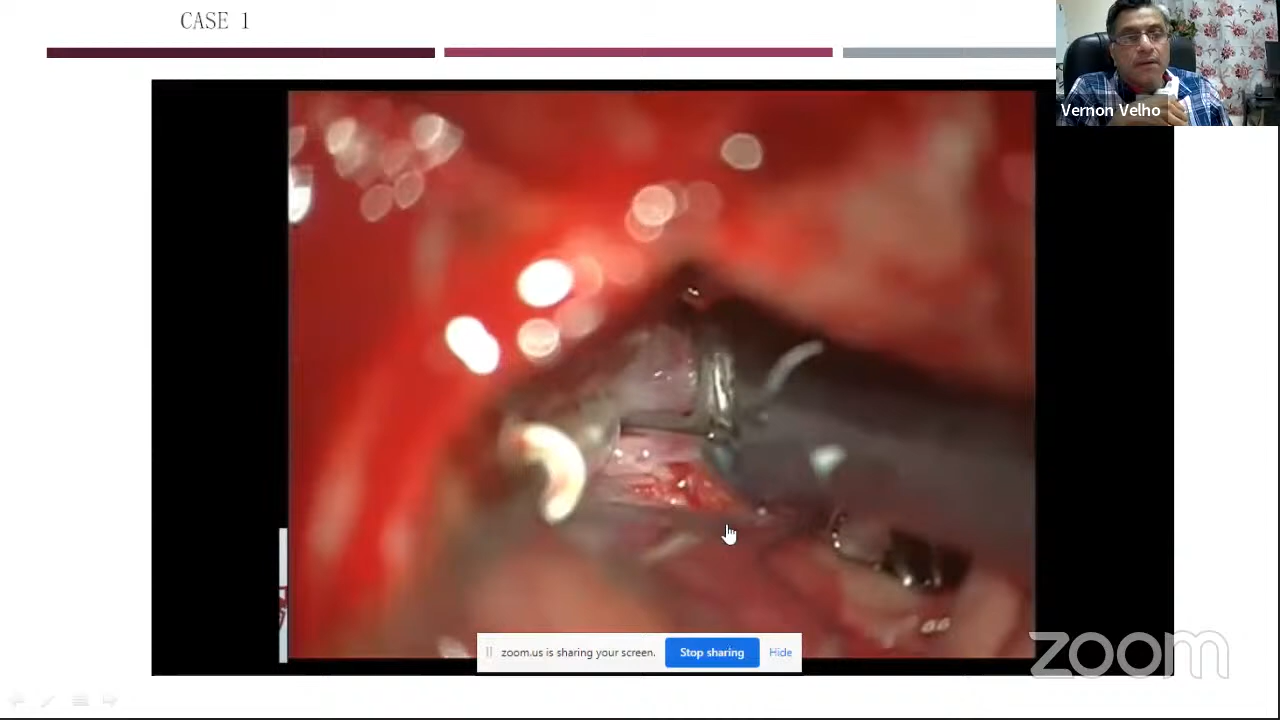 CASE 1
Vernon Velho
zoom.us is sharing your screen.
Stop sharing
Hide
zoom